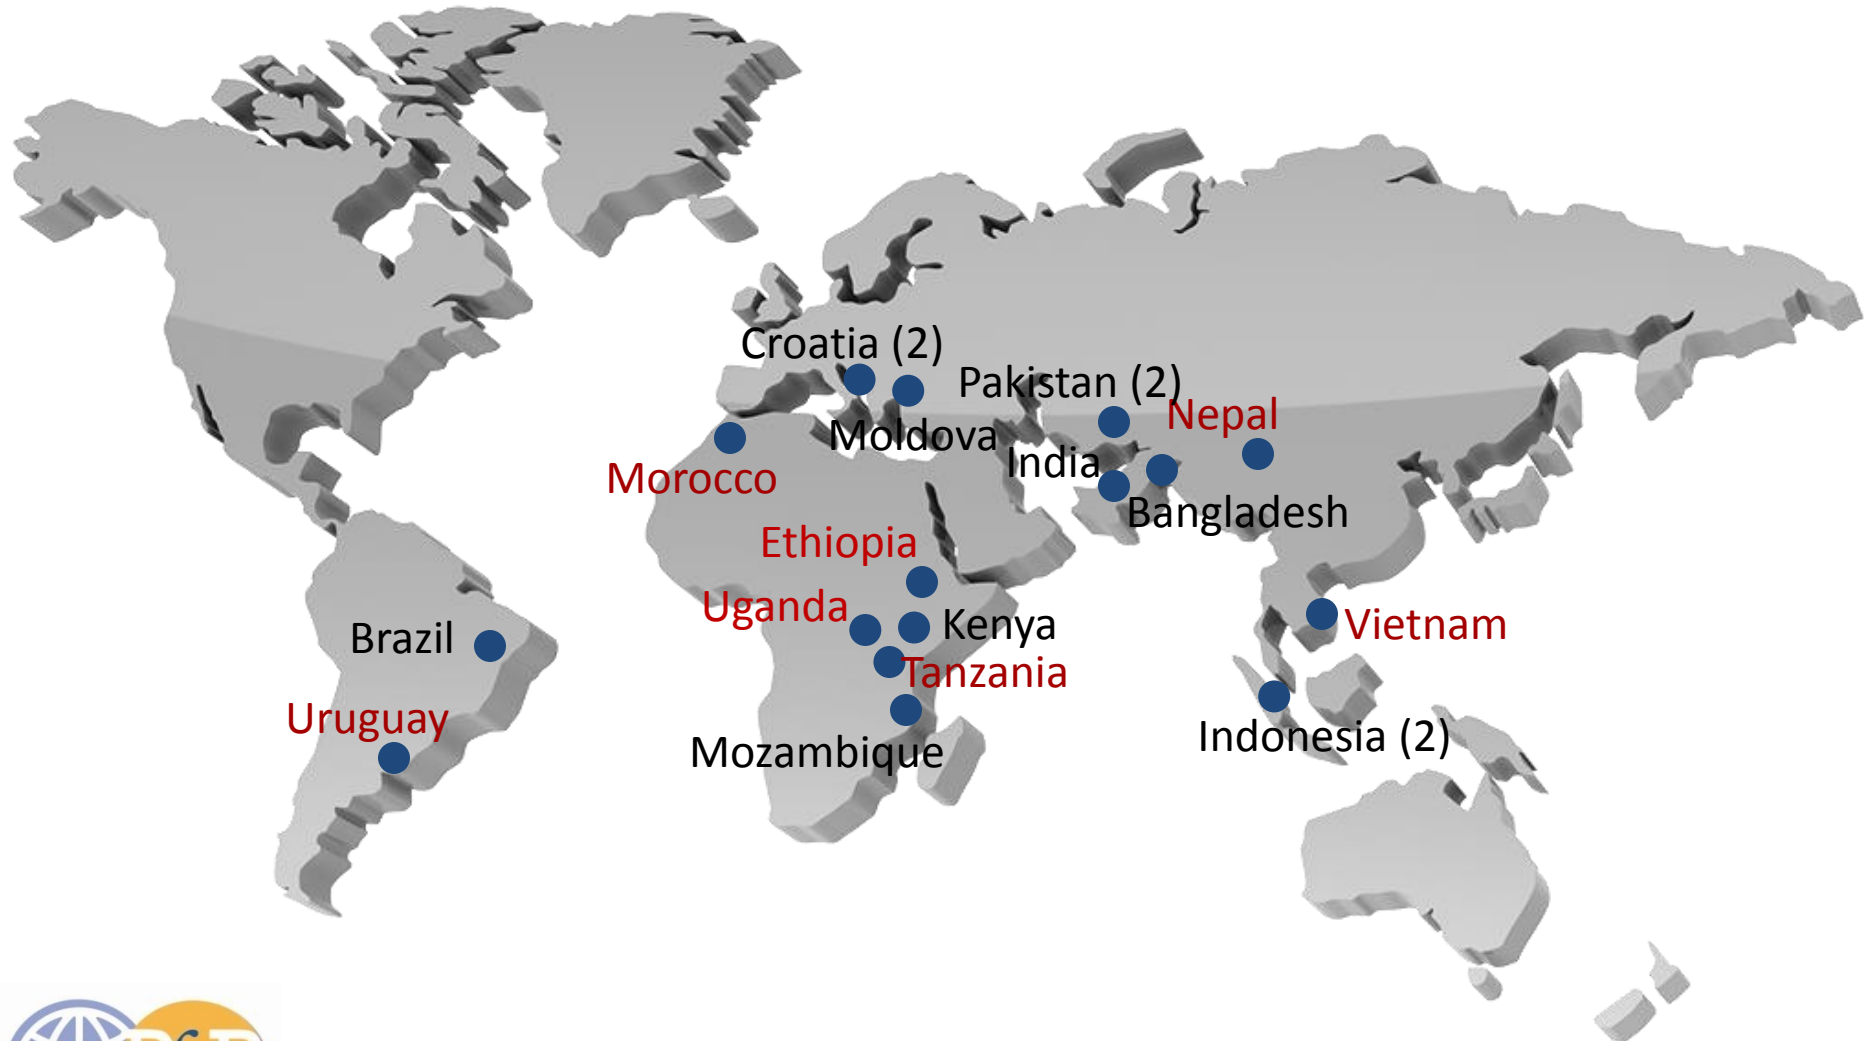 Croatia (2)
Pakistan (2)
Nepal
Moldova
India
Morocco
Bangladesh
Ethiopia
Uganda
Kenya
Vietnam
Brazil
Tanzania
Uruguay
Indonesia (2)
Mozambique